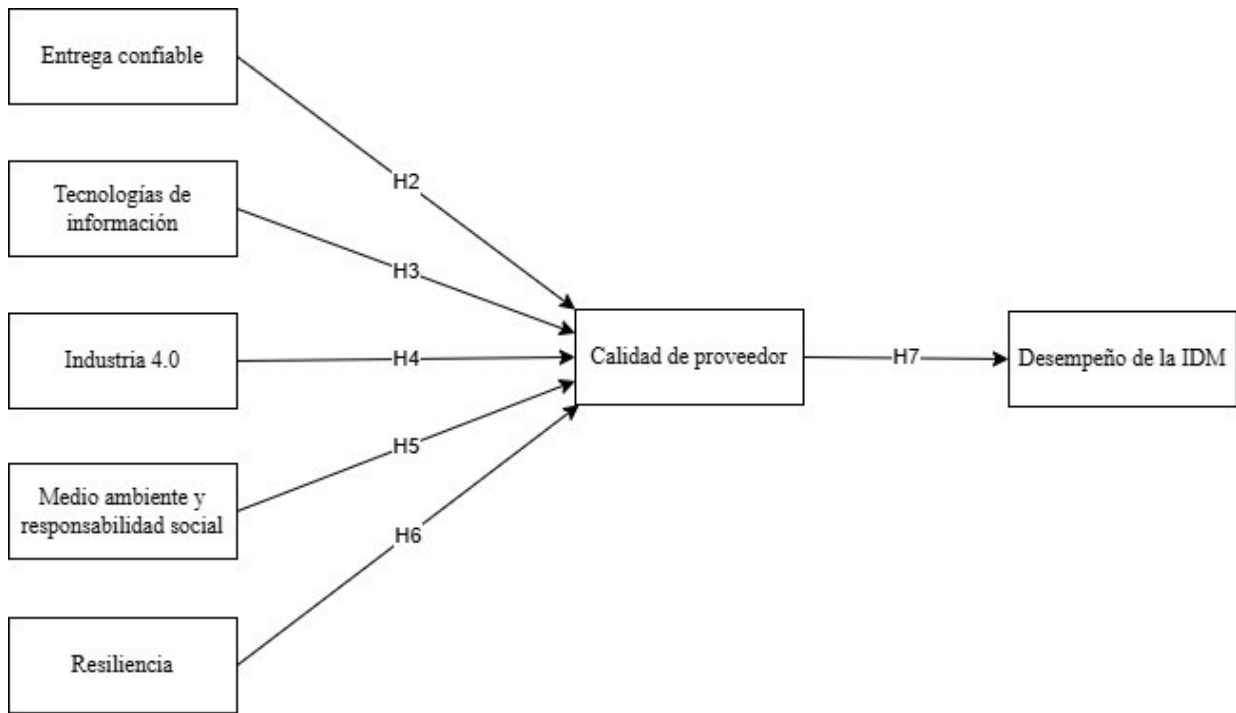 Entrega confiable
H2
Tecnologías de
información
H3
Industria 4.0
H4
Calidad de proveedor
H7
Desempeño de la IDM
H5
Medio ambiente y
responsabilidad social
H6
Resiliencia